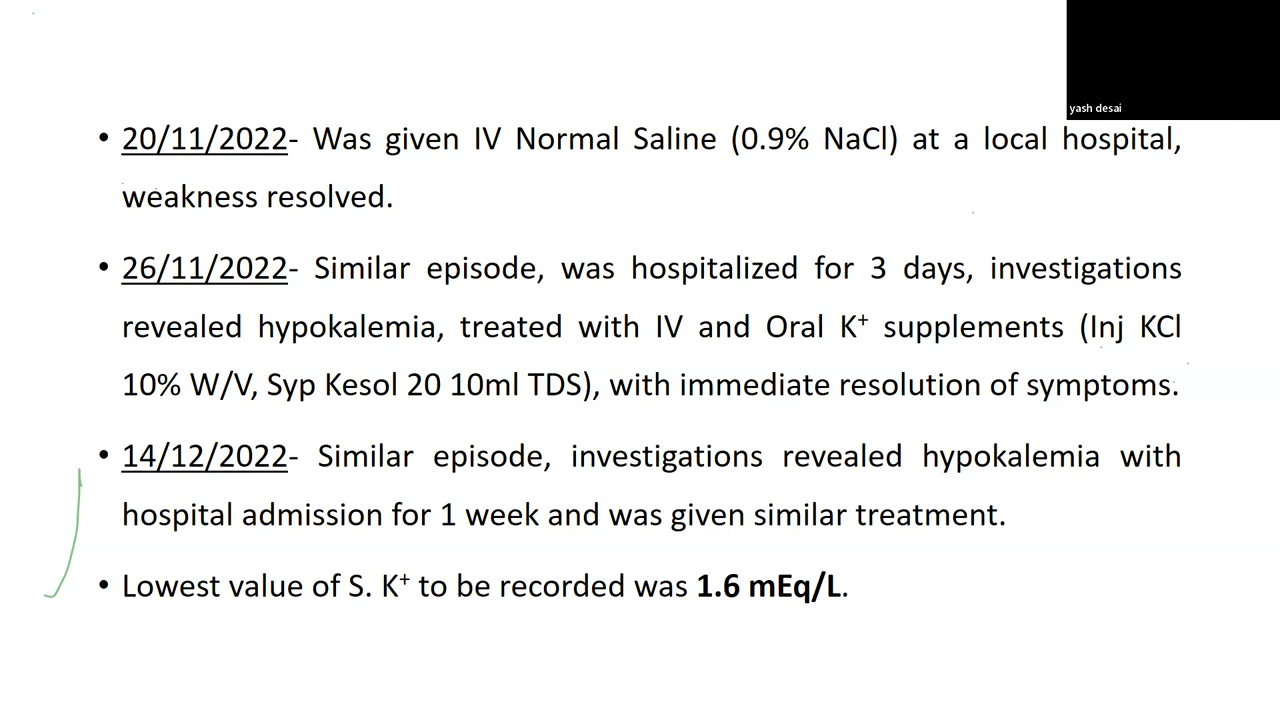 yash desai
• 20/11/2022- Was given IV Normal Saline (0.9% NaCl) at a local hospital,
weakness resolved.
• 26/11/2022- Similar episode, was hospitalized for 3 days, investigations
revealed hypokalemia, treated with IV and Oral K⁺ supplements (Inj KCl
10% W/V, Syp Kesol 20 10ml TDS), with immediate resolution of symptoms.
• 14/12/2022- Similar episode, investigations revealed hypokalemia with
hospital admission for 1 week and was given similar treatment.
• Lowest value of S. K⁺ to be recorded was 1.6 mEq/L.